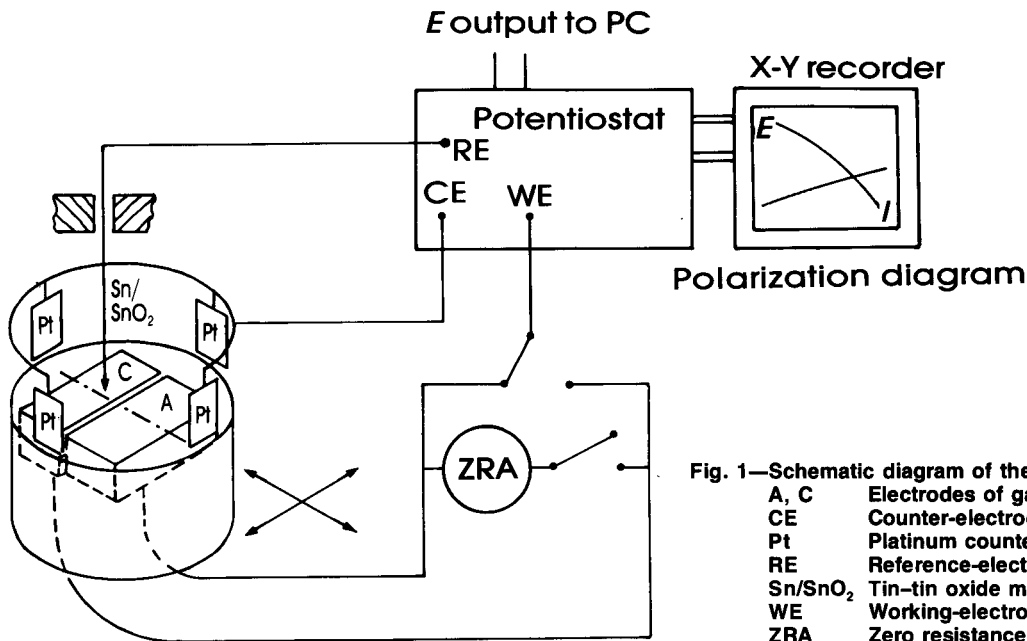 E output to PC
X-Y recorder
Potentiostat
RE
CE
WE
E
I
Polarization diagram
Sn/
SnO₂
Pt
Pt
C
A
Pt
Pt
ZRA
Fig. 1—Schematic diagram of the
A, C Electrodes of ga
CE Counter-electrod
Pt Platinum counte
RE Reference-elect
Sn/SnO₂ Tin–tin oxide m
WE Working-electro
ZRA Zero resistance